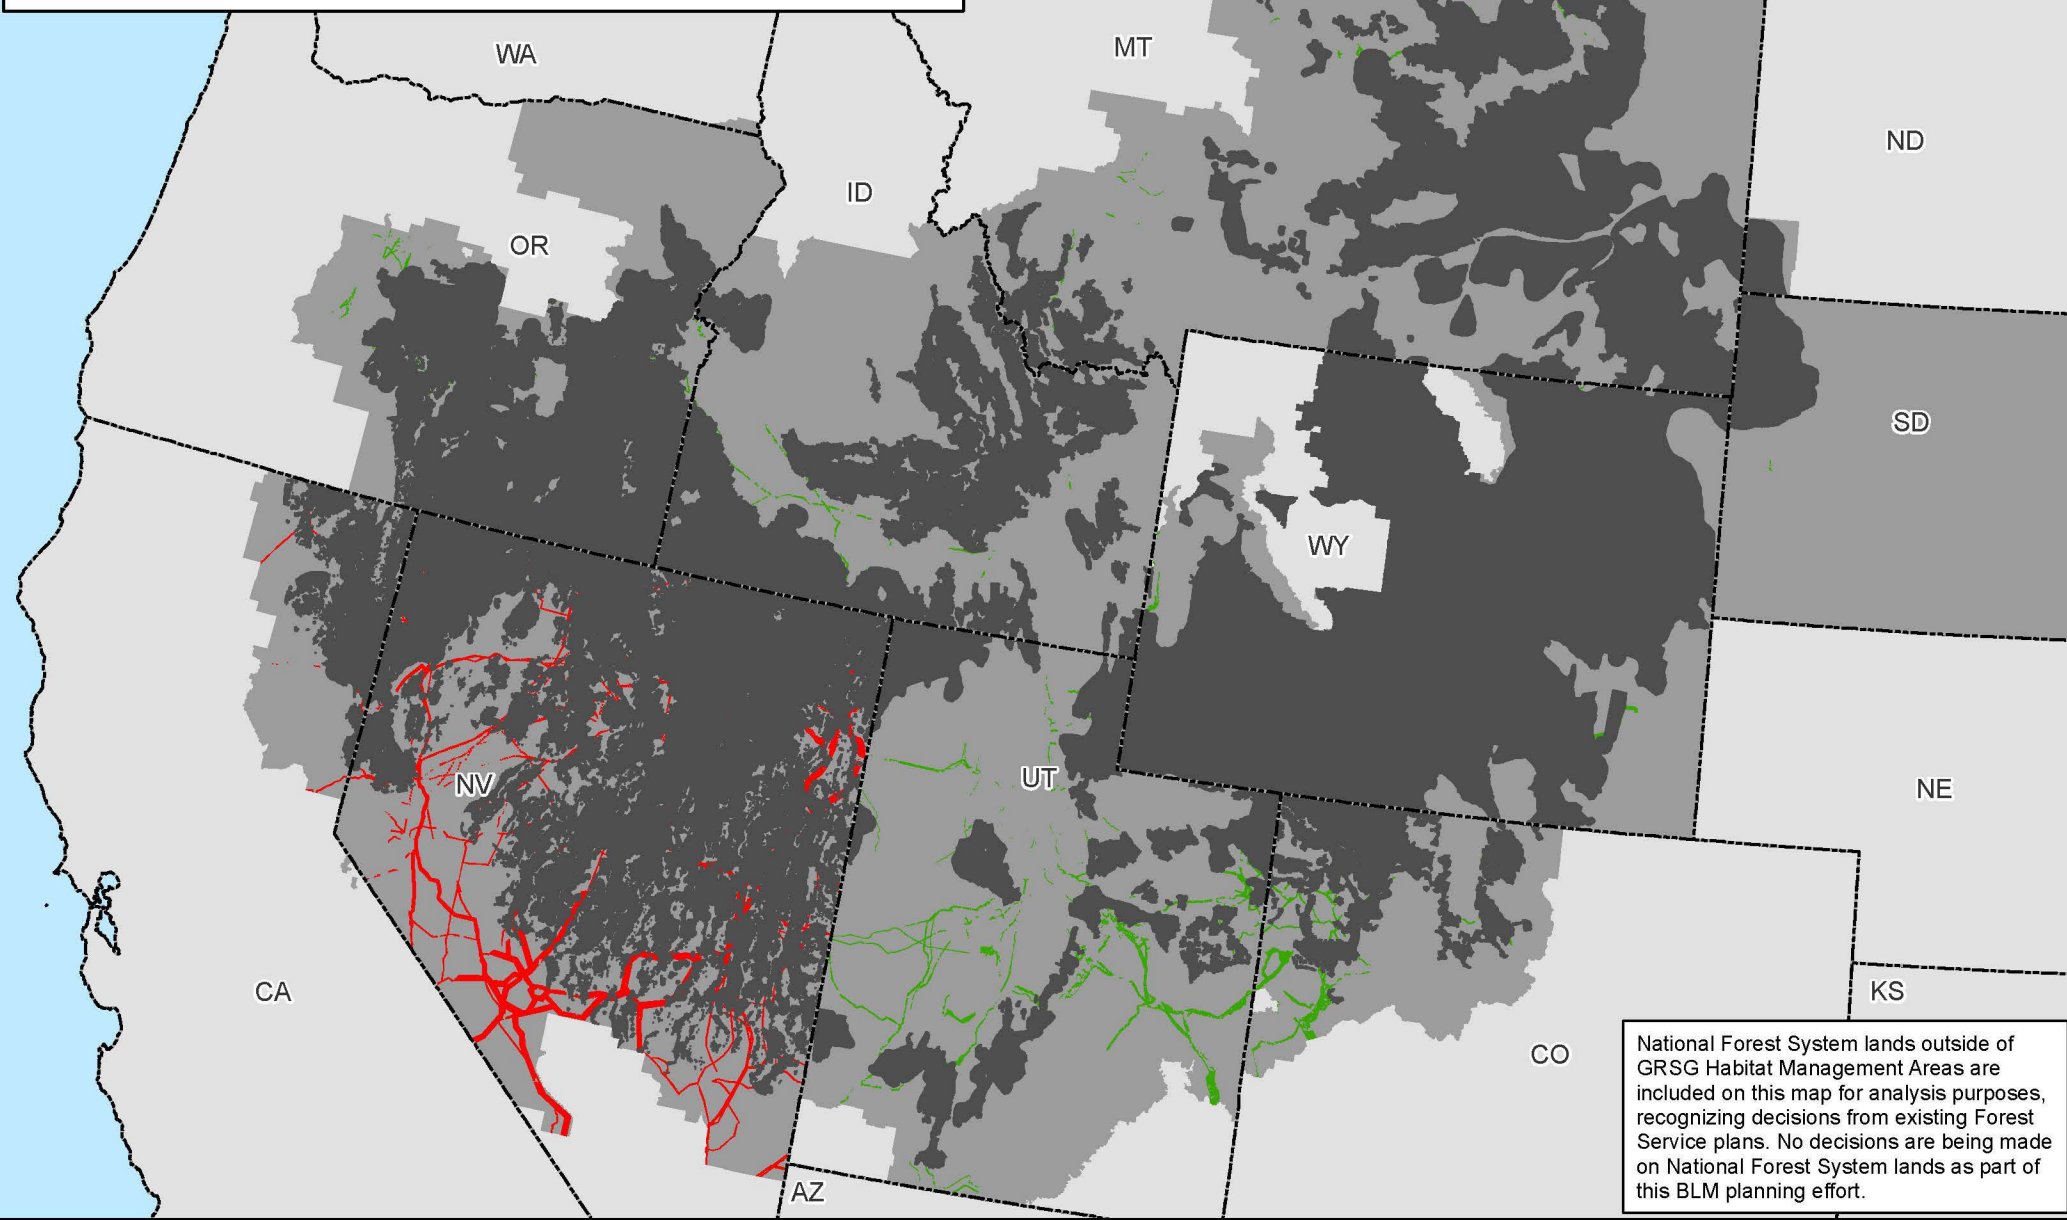 WA
MT
ND
ID
OR
SD
WY
NV
UT
NE
CA
KS
CO
AZ
National Forest System lands outside of
GRSG Habitat Management Areas are
included on this map for analysis purposes,
recognizing decisions from existing Forest
Service plans. No decisions are being made
on National Forest System lands as part of
this BLM planning effort.